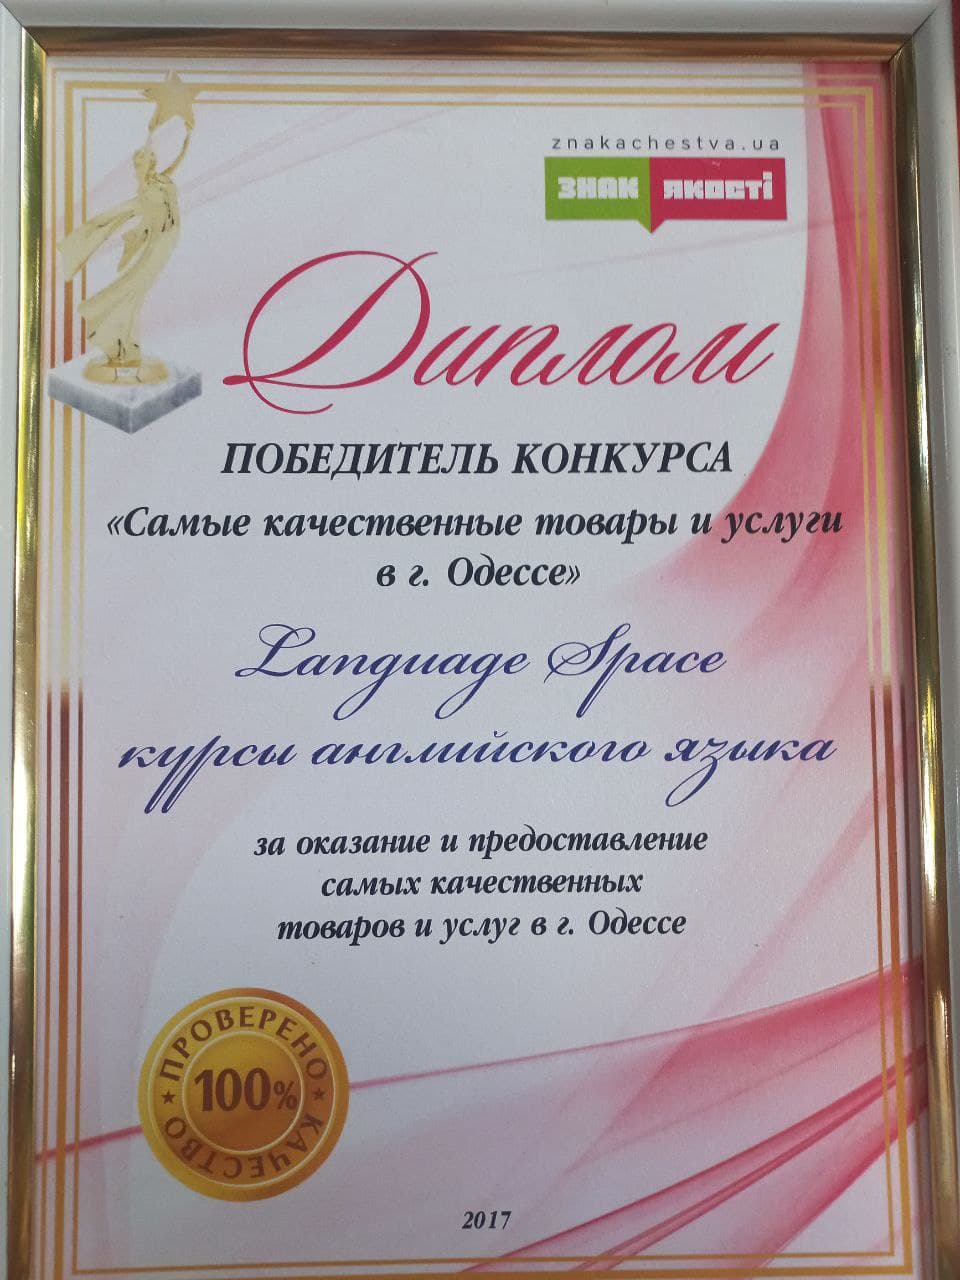 znakachestva.ua
ЗНАК ЯКОСТІ
Диплом
ПОБЕДИТЕЛЬ КОНКУРСА
«Самые качественные товары и услуги
в г. Одессе»
Language Space
курсы английского языка
за оказание и предоставление
самых качественных
товаров и услуг в г. Одессе
ПРОВЕРЕНО
100%
КАЧЕСТВО
2017